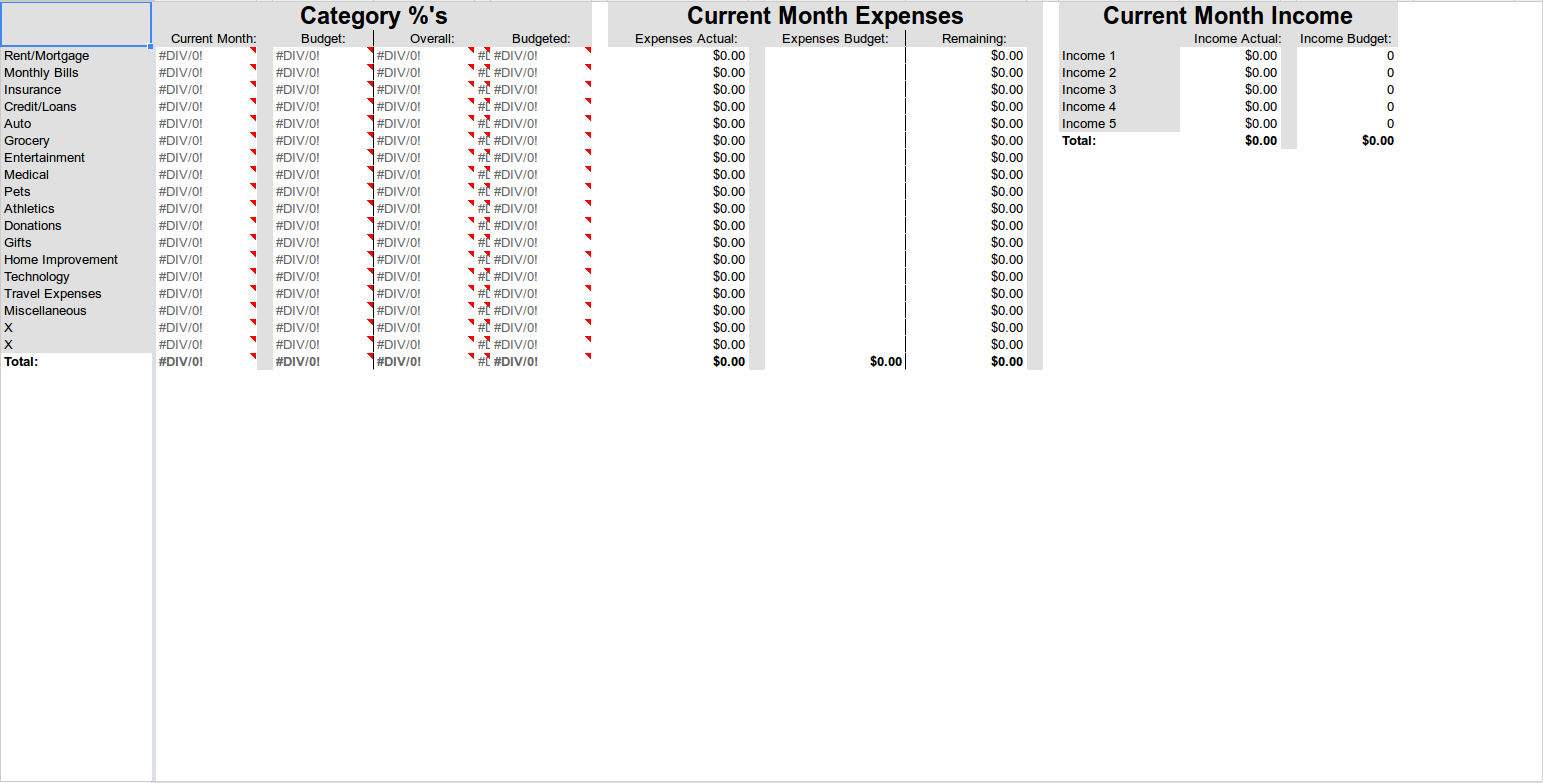 Category %'s Current Month Expenses Current Month Income
Current Month: Budget: Overall: Budgeted: Expenses Actual: Expenses Budget: Remaining: Income Actual: Income Budget:
Rent/Mortgage #DIV/0! #DIV/0! #DIV/0! #DIV/0! $0.00 $0.00 Income 1 $0.00 0
Monthly Bills #DIV/0! #DIV/0! #DIV/0! #DIV/0! $0.00 $0.00 Income 2 $0.00 0
Insurance #DIV/0! #DIV/0! #DIV/0! #DIV/0! $0.00 $0.00 Income 3 $0.00 0
Credit/Loans #DIV/0! #DIV/0! #DIV/0! #DIV/0! $0.00 $0.00 Income 4 $0.00 0
Auto #DIV/0! #DIV/0! #DIV/0! #DIV/0! $0.00 $0.00 Income 5 $0.00 0
Grocery #DIV/0! #DIV/0! #DIV/0! #DIV/0! $0.00 $0.00 Total: $0.00 $0.00
Entertainment #DIV/0! #DIV/0! #DIV/0! #DIV/0! $0.00 $0.00
Medical #DIV/0! #DIV/0! #DIV/0! #DIV/0! $0.00 $0.00
Pets #DIV/0! #DIV/0! #DIV/0! #DIV/0! $0.00 $0.00
Athletics #DIV/0! #DIV/0! #DIV/0! #DIV/0! $0.00 $0.00
Donations #DIV/0! #DIV/0! #DIV/0! #DIV/0! $0.00 $0.00
Gifts #DIV/0! #DIV/0! #DIV/0! #DIV/0! $0.00 $0.00
Home Improvement #DIV/0! #DIV/0! #DIV/0! #DIV/0! $0.00 $0.00
Technology #DIV/0! #DIV/0! #DIV/0! #DIV/0! $0.00 $0.00
Travel Expenses #DIV/0! #DIV/0! #DIV/0! #DIV/0! $0.00 $0.00
Miscellaneous #DIV/0! #DIV/0! #DIV/0! #DIV/0! $0.00 $0.00
X #DIV/0! #DIV/0! #DIV/0! #DIV/0! $0.00 $0.00
X #DIV/0! #DIV/0! #DIV/0! #DIV/0! $0.00 $0.00
Total: #DIV/0! #DIV/0! #DIV/0! #DIV/0! $0.00 $0.00 $0.00